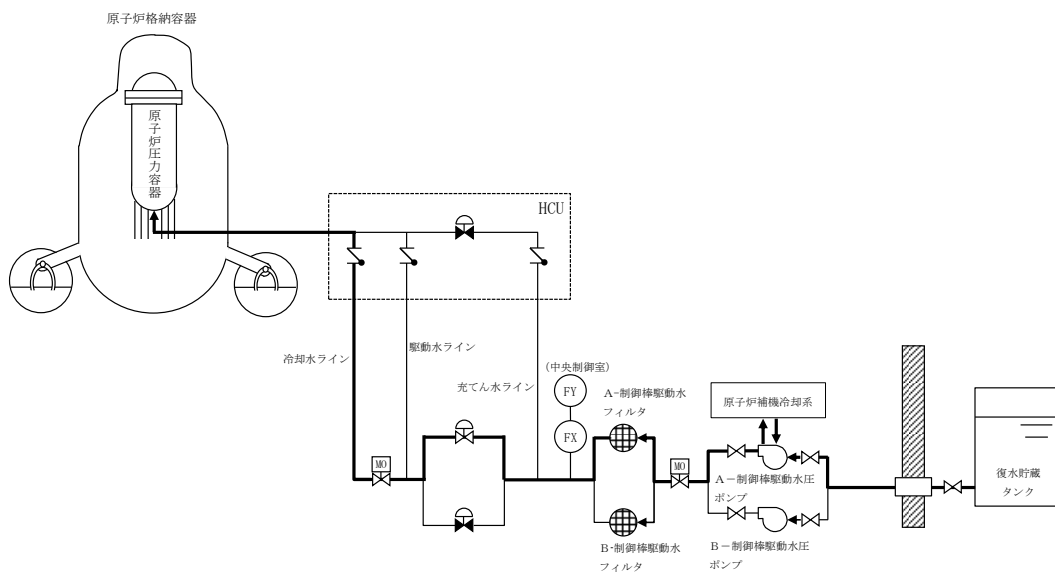 原子炉格納容器
原子炉圧力容器
HCU
冷却水ライン
駆動水ライン
充てん水ライン
(中央制御室)
FY
FX
A-制御棒駆動水
フィルタ
B-制御棒駆動水
フィルタ
MO
MO
原子炉補機冷却系
A－制御棒駆動水圧
ポンプ
B－制御棒駆動水圧
ポンプ
復水貯蔵
タンク